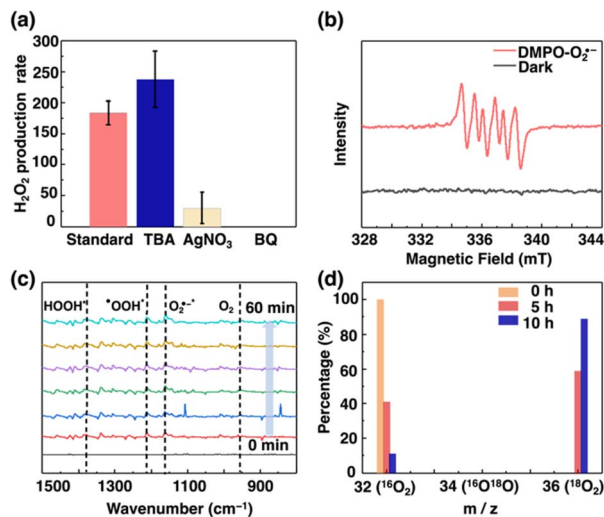 (a)
H₂O₂ production rate
300
250
200
150
100
50
0
Standard TBA AgNO₃ BQ
(b)
Intensity
DMPO-O₂•−
Dark
328 332 336 340 344
Magnetic Field (mT)
(c)
HOOH* •OOH* O₂•−* O₂ 60 min
0 min
1500 1300 1100 900
Wavenumber (cm⁻¹)
(d)
Percentage (%)
100
80
60
40
20
0
0 h
5 h
10 h
32 (¹⁶O₂) 34 (¹⁶O¹⁸O) 36 (¹⁸O₂)
m / z